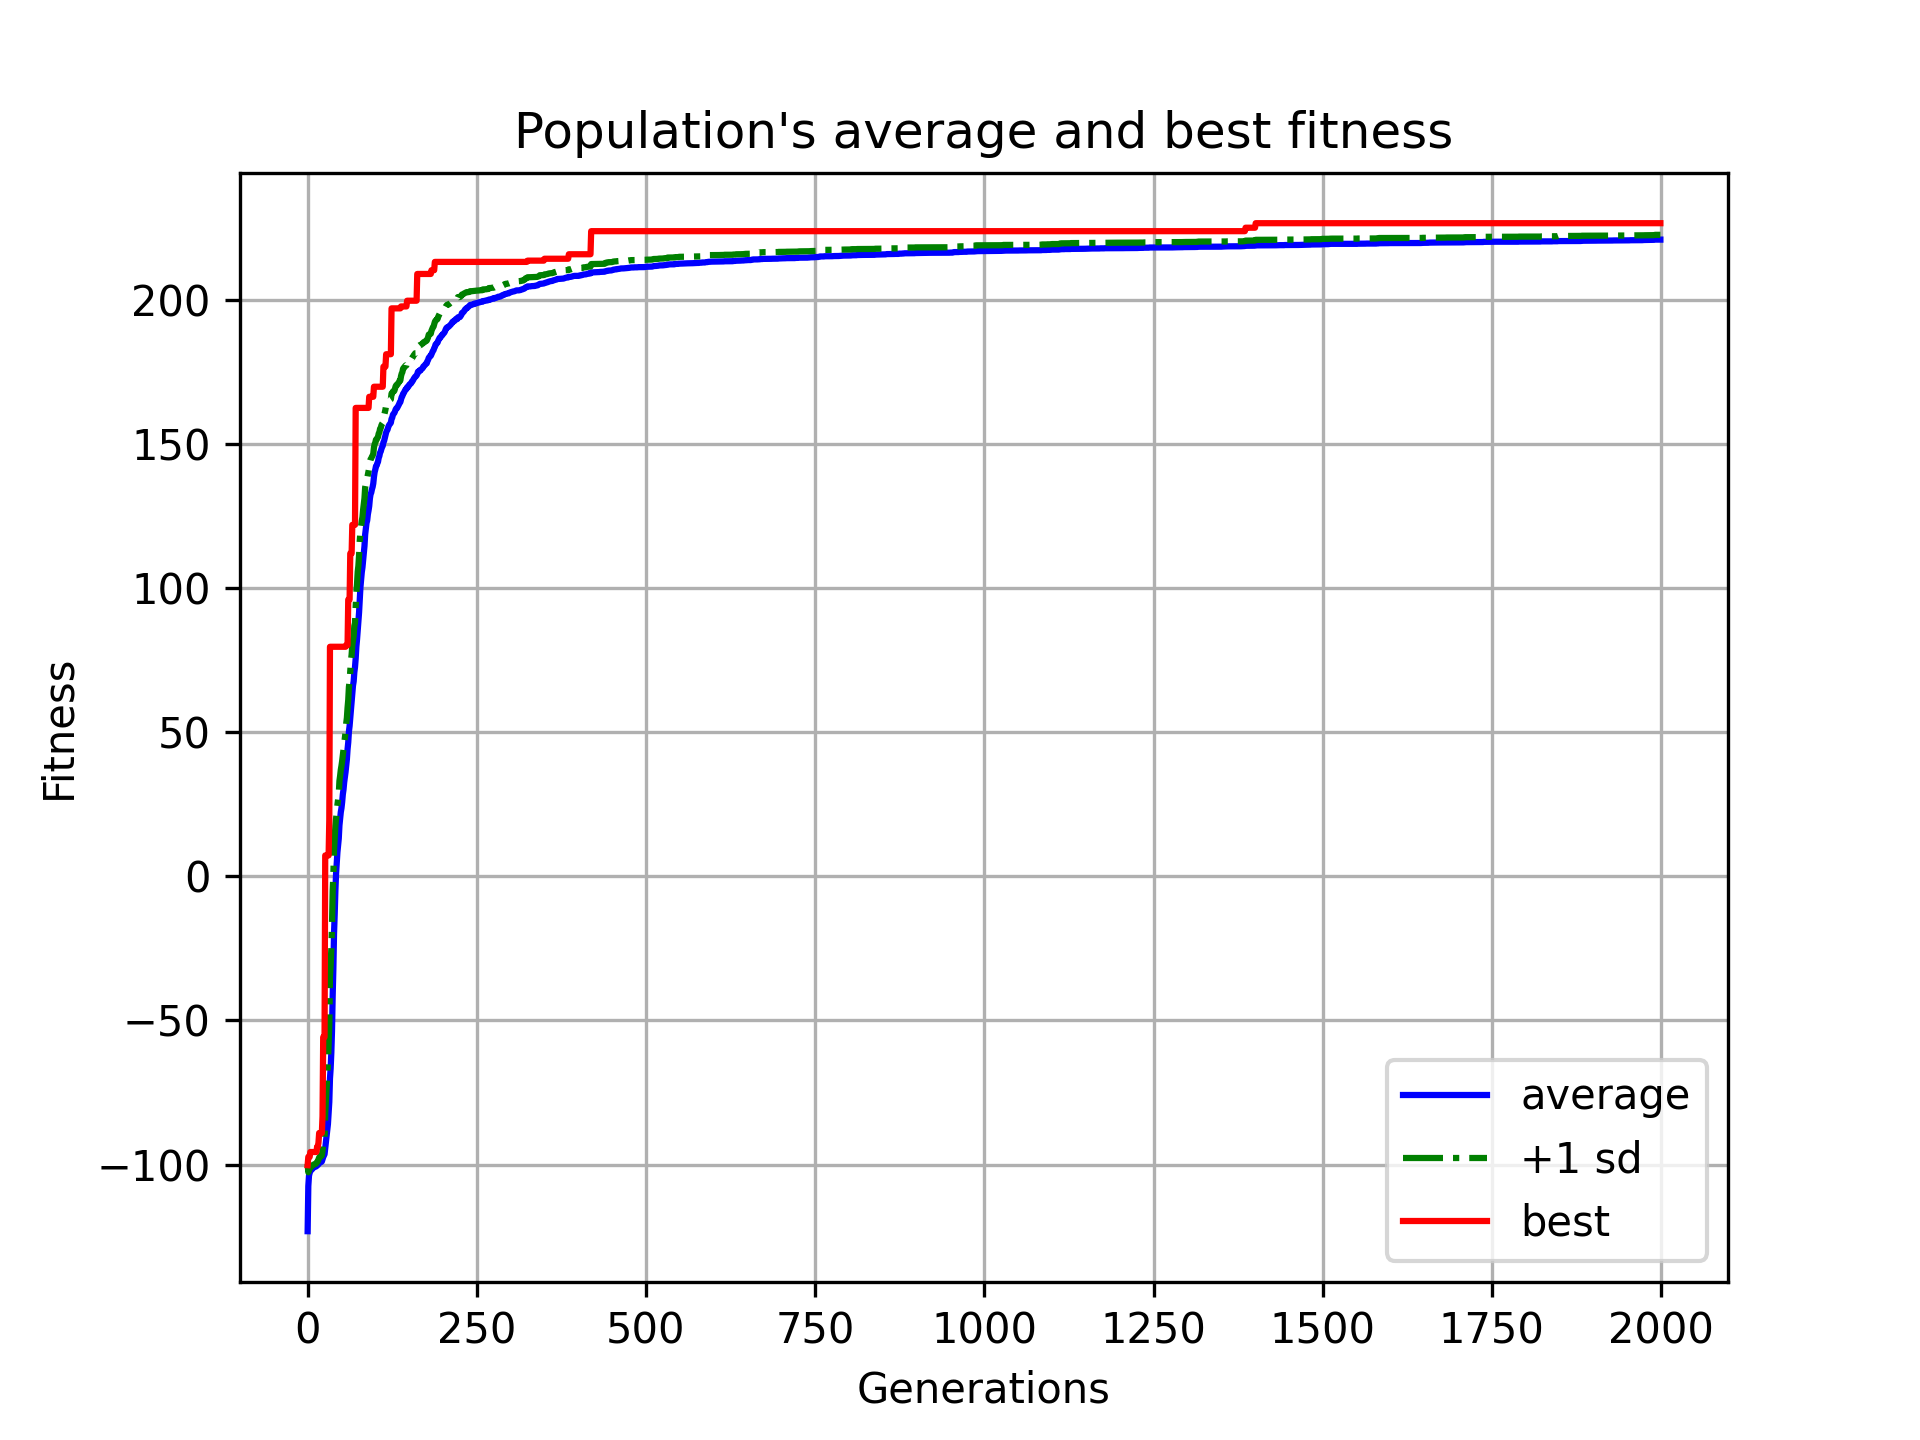 Population's average and best fitness
Fitness
200
150
100
50
0
−50
−100
average
+1 sd
best
0 250 500 750 1000 1250 1500 1750 2000
Generations